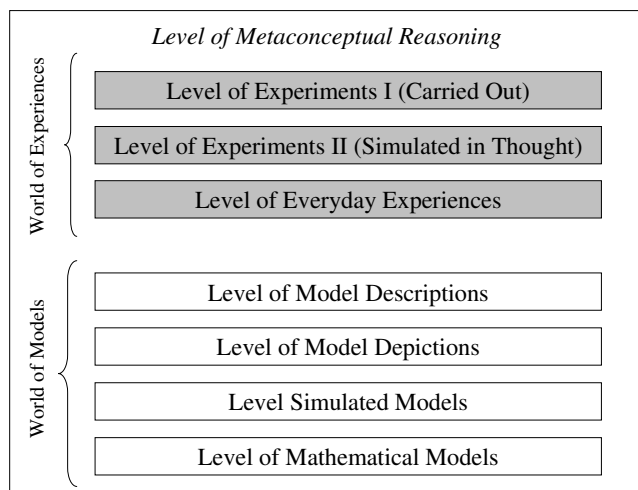 Level of Metaconceptual Reasoning
World of Experiences
Level of Experiments I (Carried Out)
Level of Experiments II (Simulated in Thought)
Level of Everyday Experiences
World of Models
Level of Model Descriptions
Level of Model Depictions
Level Simulated Models
Level of Mathematical Models